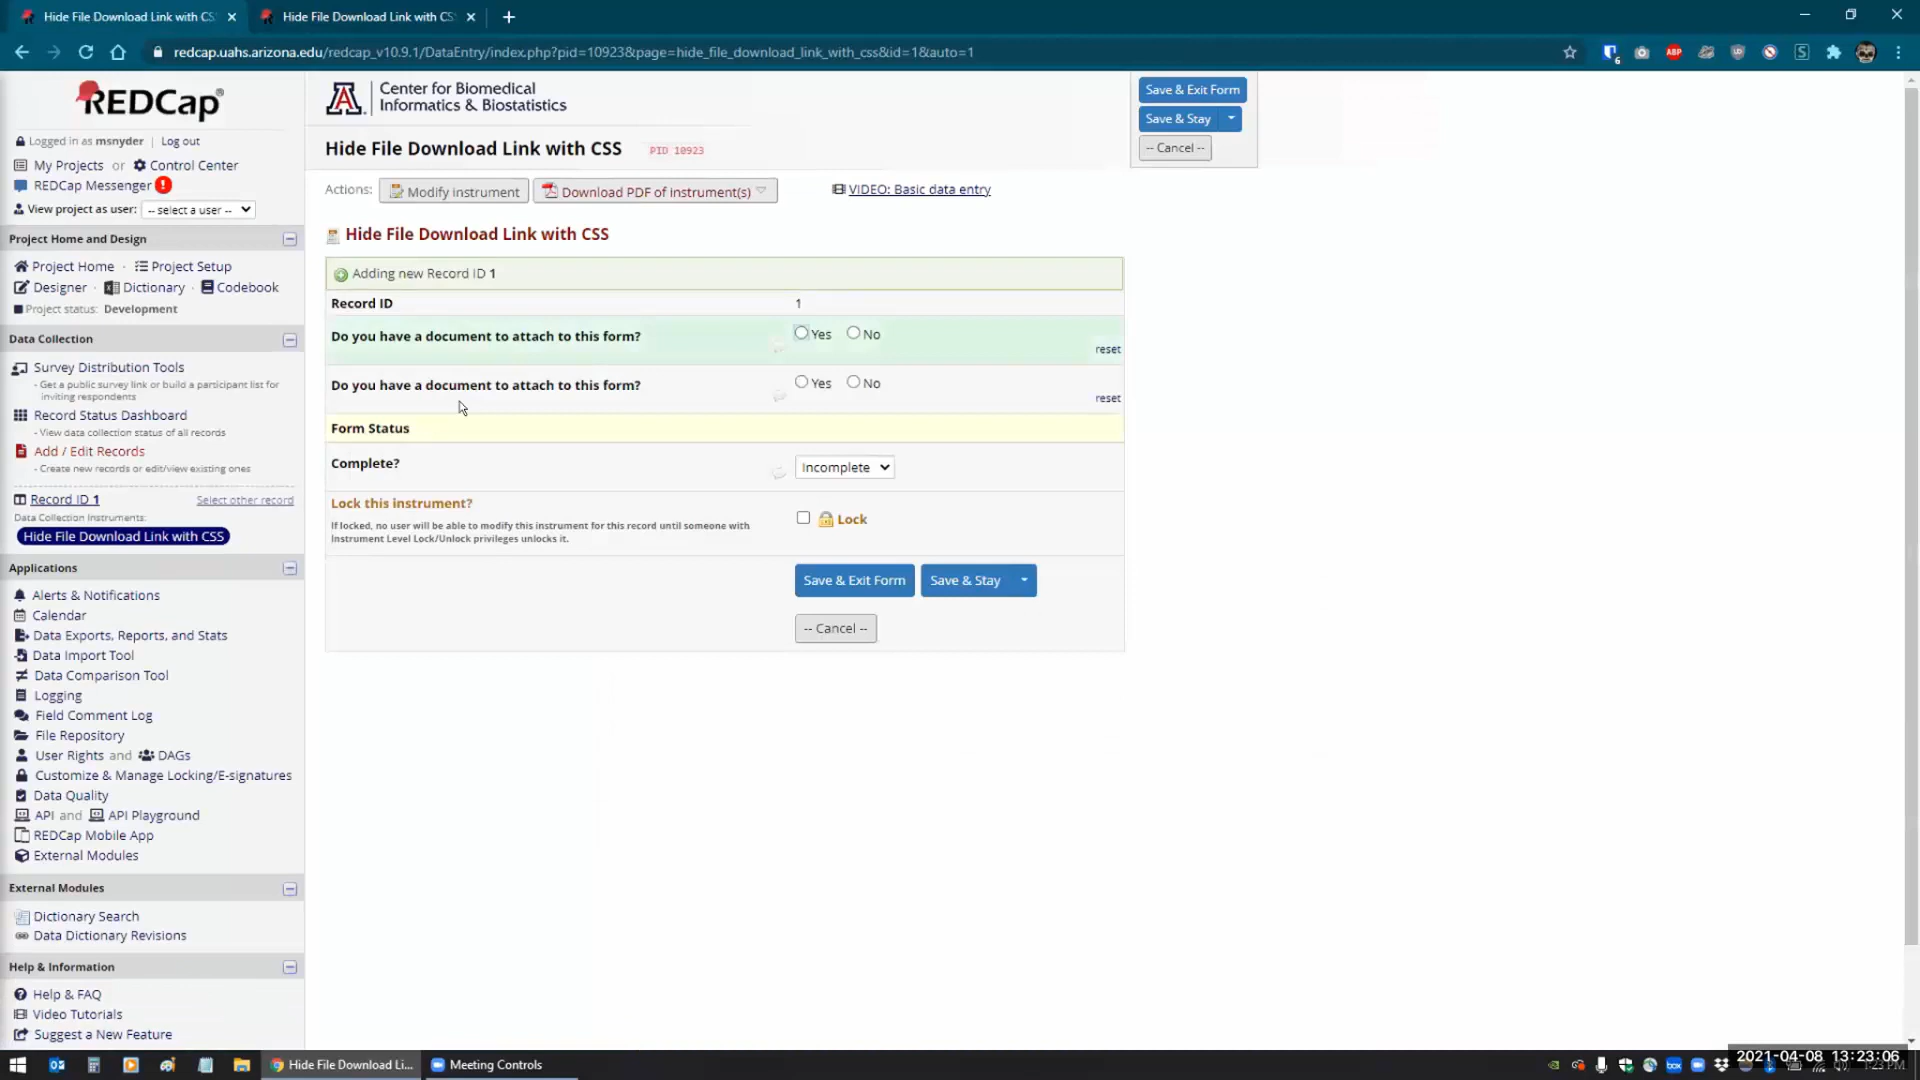 Hide File Download Link with CS
Hide File Download Link with CS
redcap.uahs.arizona.edu/redcap_v10.9.1/DataEntry/index.php?pid=10923&page=hide_file_download_link_with_css&id=1&auto=1
REDCap
Logged in as msnyder | Log out
My Projects or Control Center
REDCap Messenger
View project as user: -- select a user --
Project Home and Design
Project Home · Project Setup
Designer · Dictionary · Codebook
Project status: Development
Data Collection
Survey Distribution Tools
- Get a public survey link or build a participant list for
inviting respondents
Record Status Dashboard
- View data collection status of all records
Add / Edit Records
- Create new records or edit/view existing ones
Record ID 1 Select other record
Data Collection Instruments:
Hide File Download Link with CSS
Applications
Alerts & Notifications
Calendar
Data Exports, Reports, and Stats
Data Import Tool
Data Comparison Tool
Logging
Field Comment Log
File Repository
User Rights and DAGs
Customize & Manage Locking/E-signatures
Data Quality
API and API Playground
REDCap Mobile App
External Modules
External Modules
Dictionary Search
Data Dictionary Revisions
Help & Information
Help & FAQ
Video Tutorials
Suggest a New Feature
A
Center for Biomedical
Informatics & Biostatistics
Hide File Download Link with CSS PID 10923
Actions: Modify instrument Download PDF of instrument(s) VIDEO: Basic data entry
Save & Exit Form
Save & Stay
-- Cancel --
Hide File Download Link with CSS
Adding new Record ID 1
Record ID 1
Do you have a document to attach to this form? Yes No
reset
Do you have a document to attach to this form? Yes No
reset
Form Status
Complete? Incomplete
Lock this instrument?
If locked, no user will be able to modify this instrument for this record until someone with
Instrument Level Lock/Unlock privileges unlocks it.
Lock
Save & Exit Form Save & Stay
-- Cancel --
Hide File Download Li...
Meeting Controls
2021-04-08 13:23:06